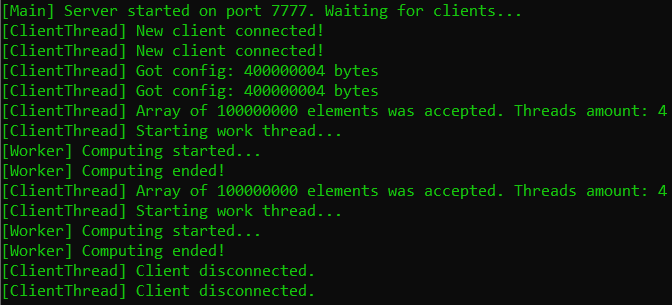 [Main] Server started on port 7777. Waiting for clients...
[ClientThread] New client connected!
[ClientThread] New client connected!
[ClientThread] Got config: 400000004 bytes
[ClientThread] Got config: 400000004 bytes
[ClientThread] Array of 100000000 elements was accepted. Threads amount: 4
[ClientThread] Starting work thread...
[Worker] Computing started...
[Worker] Computing ended!
[ClientThread] Array of 100000000 elements was accepted. Threads amount: 4
[ClientThread] Starting work thread...
[Worker] Computing started...
[Worker] Computing ended!
[ClientThread] Client disconnected.
[ClientThread] Client disconnected.